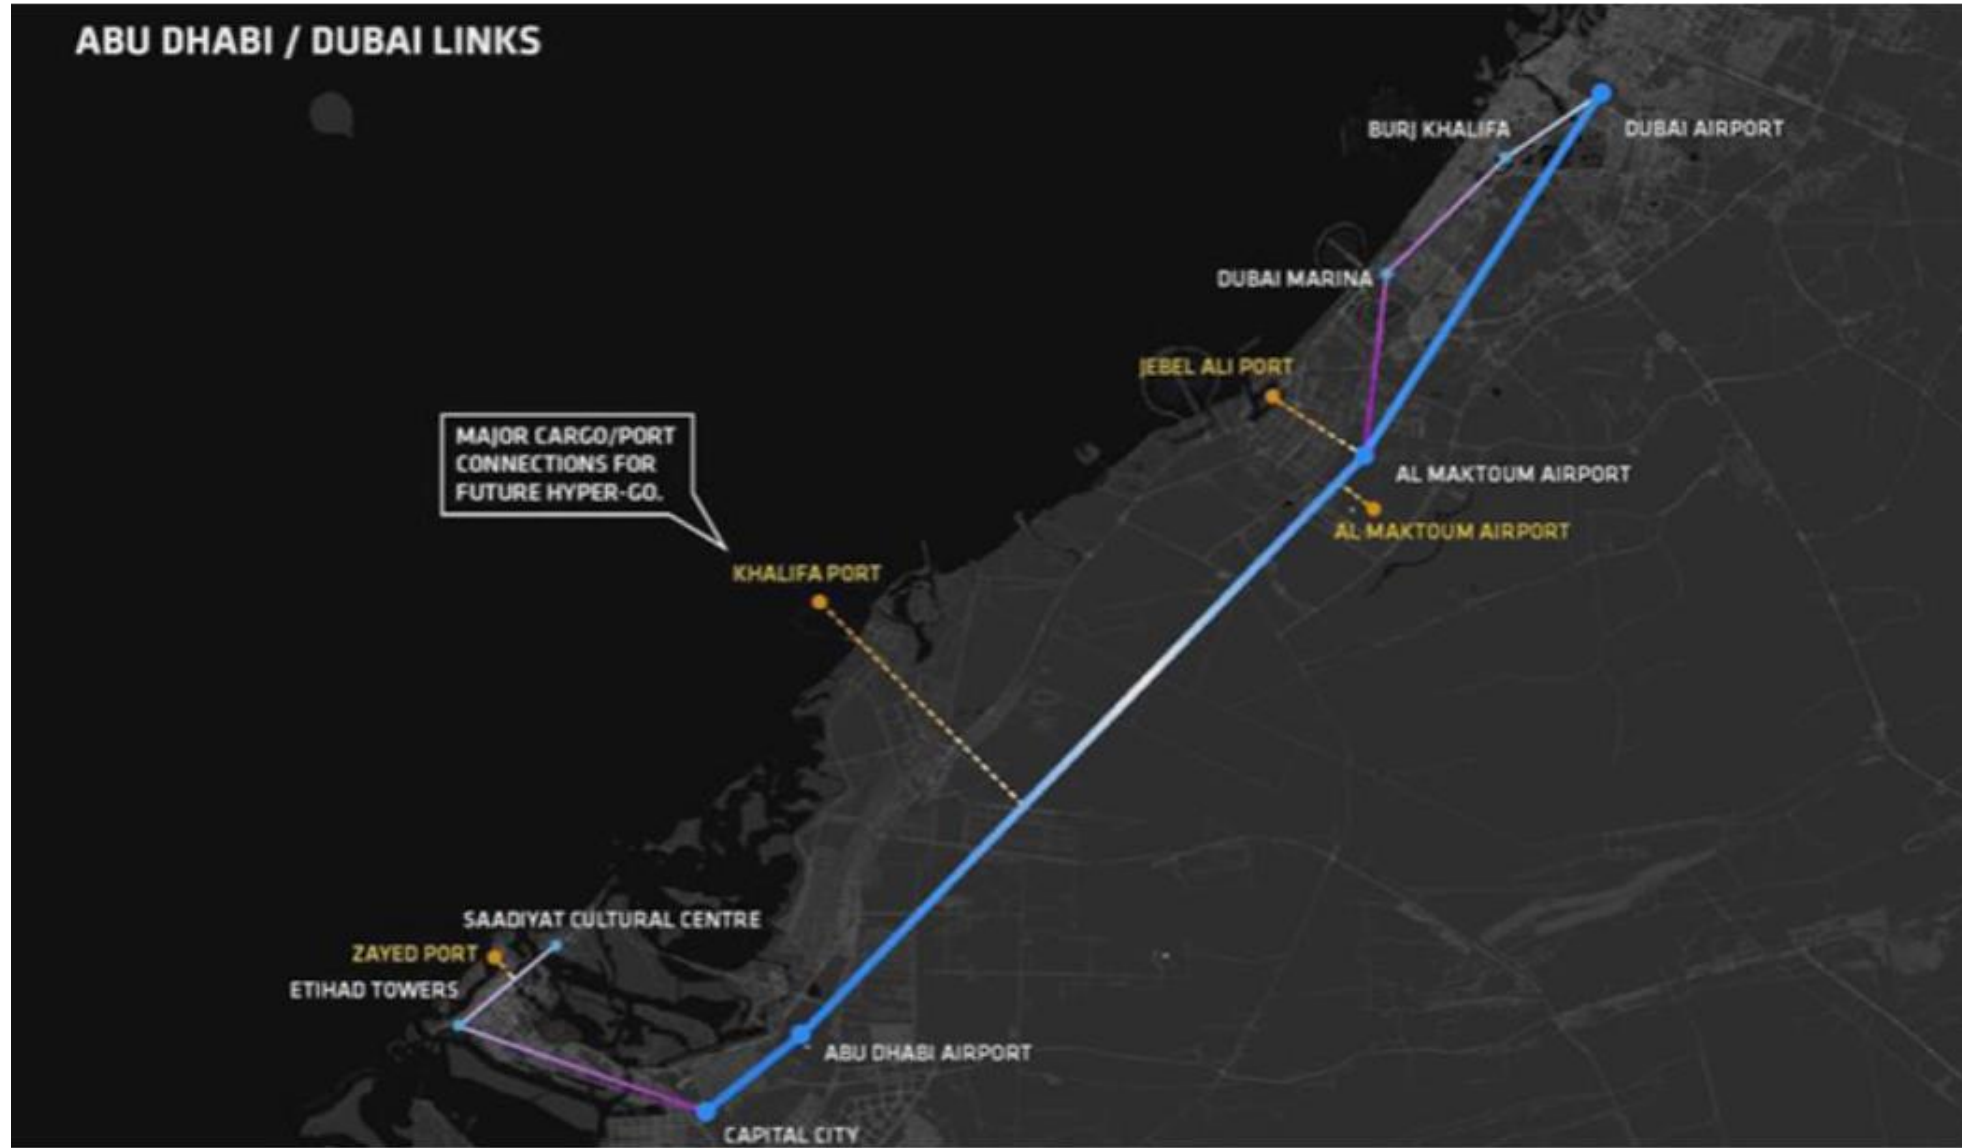 ABU DHABI / DUBAI LINKS
BURJ KHALIFA
DUBAI AIRPORT
DUBAI MARINA
JEBEL ALI PORT
MAJOR CARGO/PORT
CONNECTIONS FOR
FUTURE HYPER-GO.
AL MAKTOUM AIRPORT
AL MAKTOUM AIRPORT
KHALIFA PORT
SAADIYAT CULTURAL CENTRE
ZAYED PORT
ETIHAD TOWERS
ABU DHABI AIRPORT
CAPITAL CITY